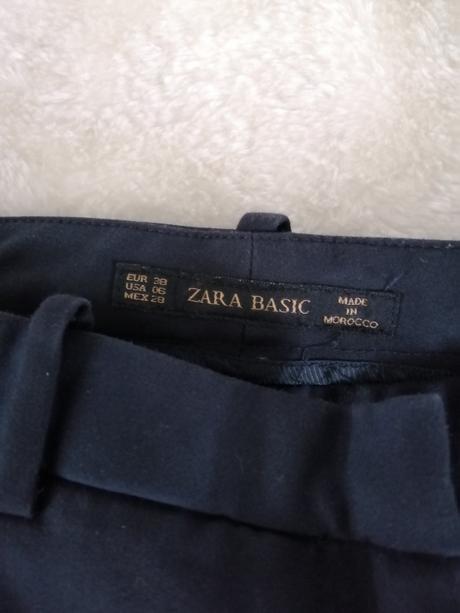 EUR 38
USA 06
MEX 28
ZARA BASIC
MADE
IN
MOROCCO